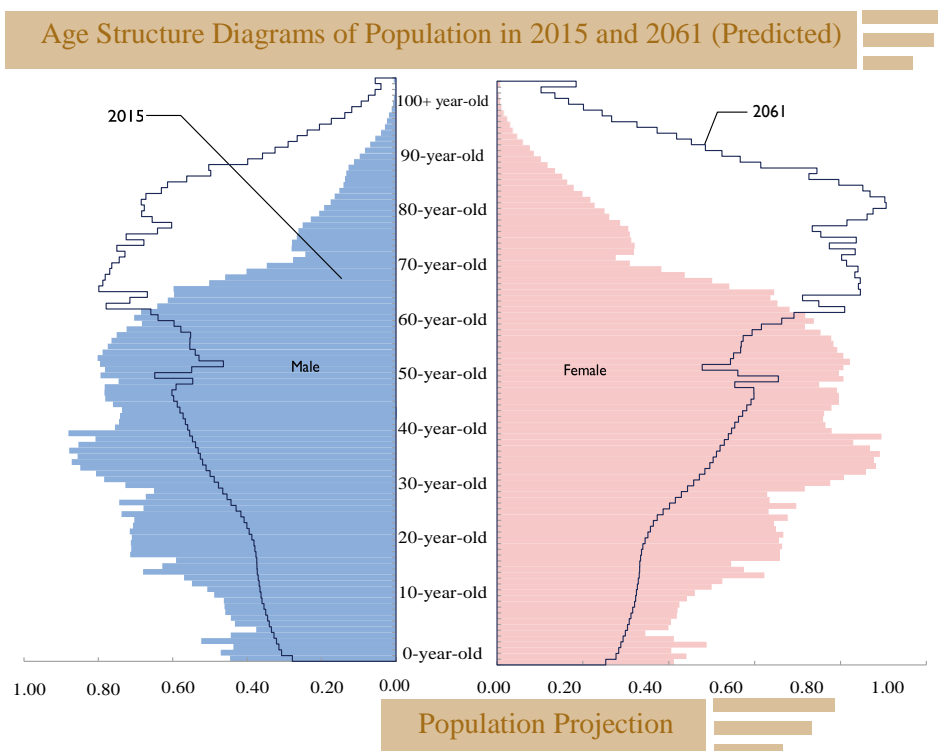 Age Structure Diagrams of Population in 2015 and 2061 (Predicted)
100+ year-old
2015
2061
90-year-old
80-year-old
70-year-old
60-year-old
Male
50-year-old
Female
40-year-old
30-year-old
20-year-old
10-year-old
0-year-old
1.00 0.80 0.60 0.40 0.20 0.00 0.00 0.20 0.40 0.60 0.80 1.00
Population Projection